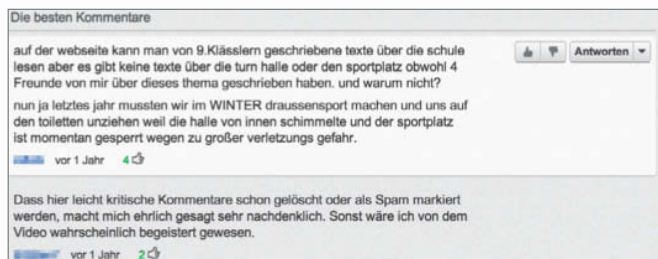 Die besten Kommentare
auf der webseite kann man von 9.Klässlern geschriebene texte über die schule
lesen aber es gibt keine texte über die turn halle oder den sportplatz obwohl 4
Freunde von mir über dieses thema geschrieben haben. und warum nicht?
Antworten
nun ja letztes jahr mussten wir im WINTER draussensport machen und uns auf
den toiletten unziehen weil die halle von innen schimmelte und der sportplatz
ist momentan gesperrt wegen zu großer verletzungs gefahr.
vor 1 Jahr 4
Dass hier leicht kritische Kommentare schon gelöscht oder als Spam markiert
werden, macht mich ehrlich gesagt sehr nachdenklich. Sonst wäre ich von dem
Video wahrscheinlich begeistert gewesen.
vor 1 Jahr 2